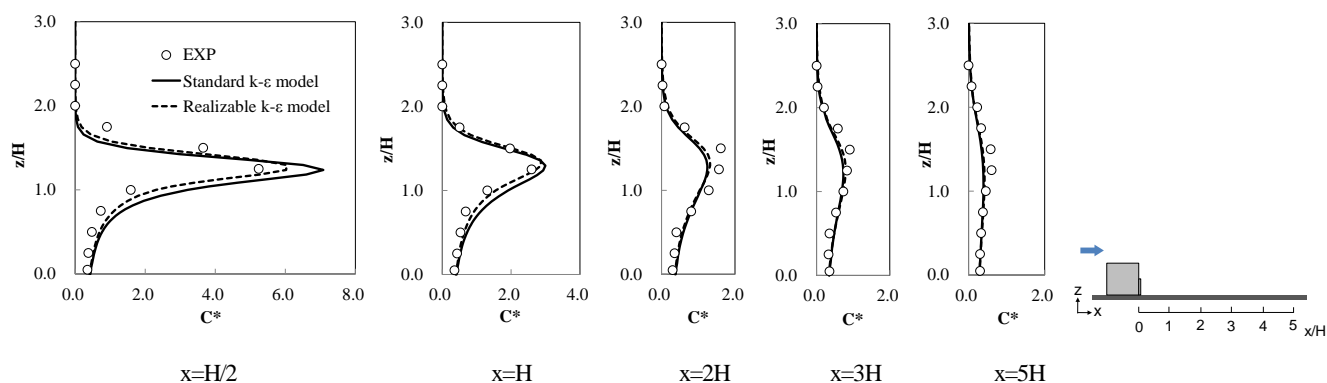 3.0
2.0
1.0
0.0
z/H
EXP
Standard k-ε model
Realizable k-ε model
0.0 2.0 4.0 6.0 8.0
C*
x=H/2
3.0
2.0
1.0
0.0
z/H
0.0 2.0 4.0
C*
x=H
3.0
2.0
1.0
0.0
z/H
0.0 2.0
C*
x=2H
3.0
2.0
1.0
0.0
z/H
0.0 2.0
C*
x=3H
3.0
2.0
1.0
0.0
z/H
0.0 2.0
C*
x=5H
z
x
0 1 2 3 4 5
x/H